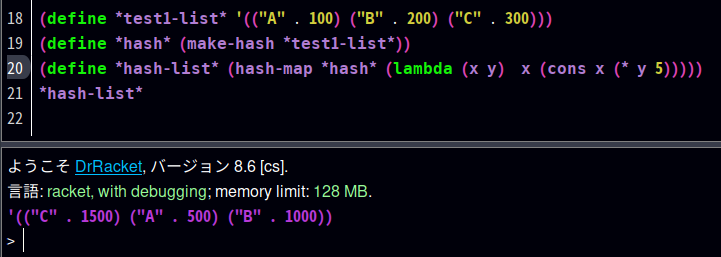 18 (define *test1-list* '(("A" . 100) ("B" . 200) ("C" . 300)))
19 (define *hash* (make-hash *test1-list*))
20 (define *hash-list* (hash-map *hash* (lambda (x y)  x (cons x (* y 5)))))
21 *hash-list*
22
ようこそ DrRacket, バージョン 8.6 [cs].
言語: racket, with debugging; memory limit: 128 MB.
'(("C" . 1500) ("A" . 500) ("B" . 1000))
>